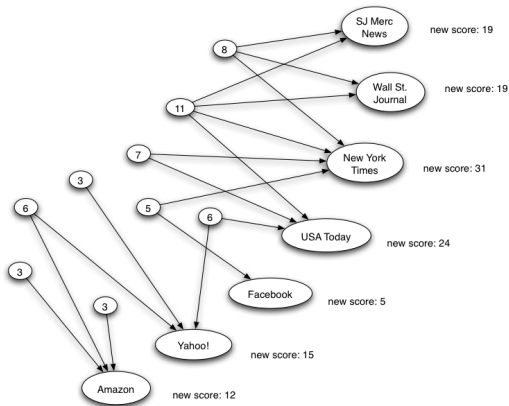 SJ Merc
News
new score: 19
8
Wall St.
Journal
new score: 19
11
7
New York
Times
new score: 31
3
6
5
6
USA Today
new score: 24
3
Facebook
new score: 5
3
Yahoo!
new score: 15
Amazon
new score: 12